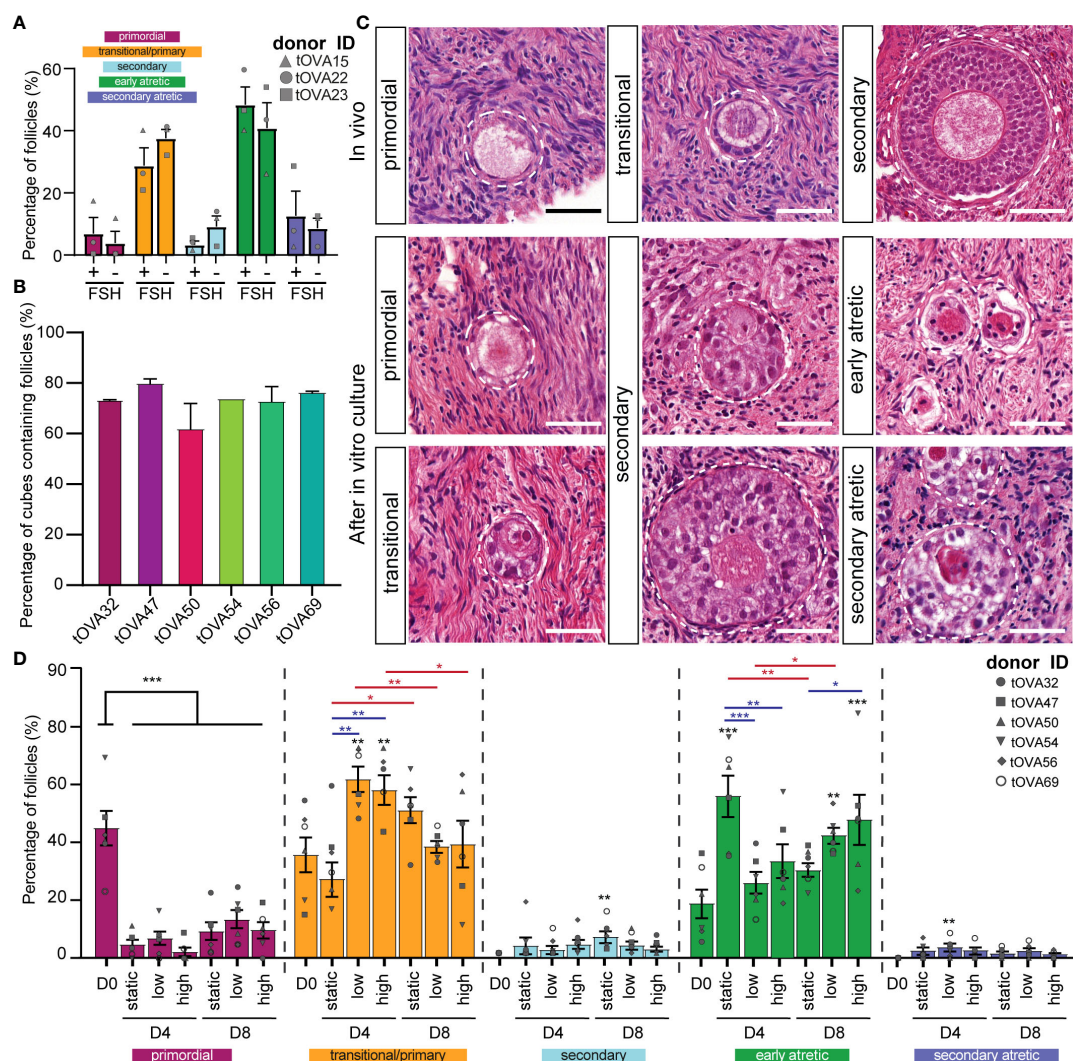 A
primordial
transitional/primary
secondary
early atretic
secondary atretic
donor ID
tOVA15
tOVA22
tOVA23
Percentage of follicles (%)
60
40
20
0
+ - + - + - + - + -
FSH FSH FSH FSH FSH
B
Percentage of cubes containing follicles (%)
100
80
60
40
20
0
tOVA32 tOVA47 tOVA50 tOVA54 tOVA56 tOVA69
C
In vivo
primordial
transitional
secondary
After in vitro culture
primordial
secondary
early atretic
transitional
secondary atretic
D
Percentage of follicles (%)
90
80
60
40
20
0
***
*
**
*
**
**
** **
**
*
**
*
**
***
***
**
***
**
donor ID
tOVA32
tOVA47
tOVA50
tOVA54
tOVA56
tOVA69
D0 static low high static low high D0 static low high static low high D0 static low high static low high D0 static low high static low high D0 static low high static low high
D4 D8 D4 D8 D4 D8 D4 D8 D4 D8
primordial transitional/primary secondary early atretic secondary atretic